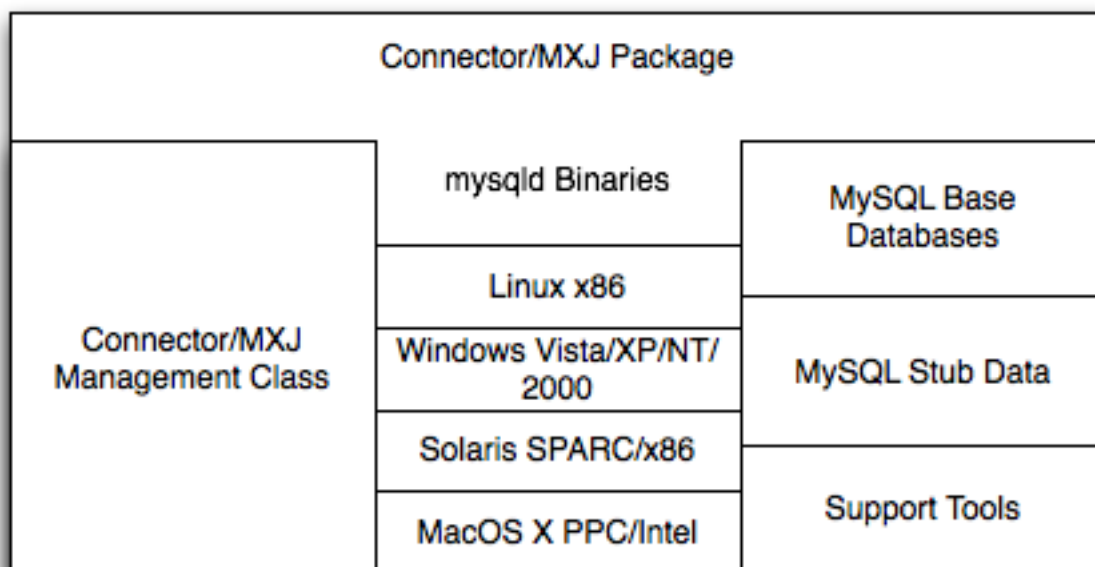 Connector/MXJ Package
Connector/MXJ
Management Class
mysqld Binaries
Linux x86
Windows Vista/XP/NT/
2000
Solaris SPARC/x86
MacOS X PPC/Intel
MySQL Base
Databases
MySQL Stub Data
Support Tools